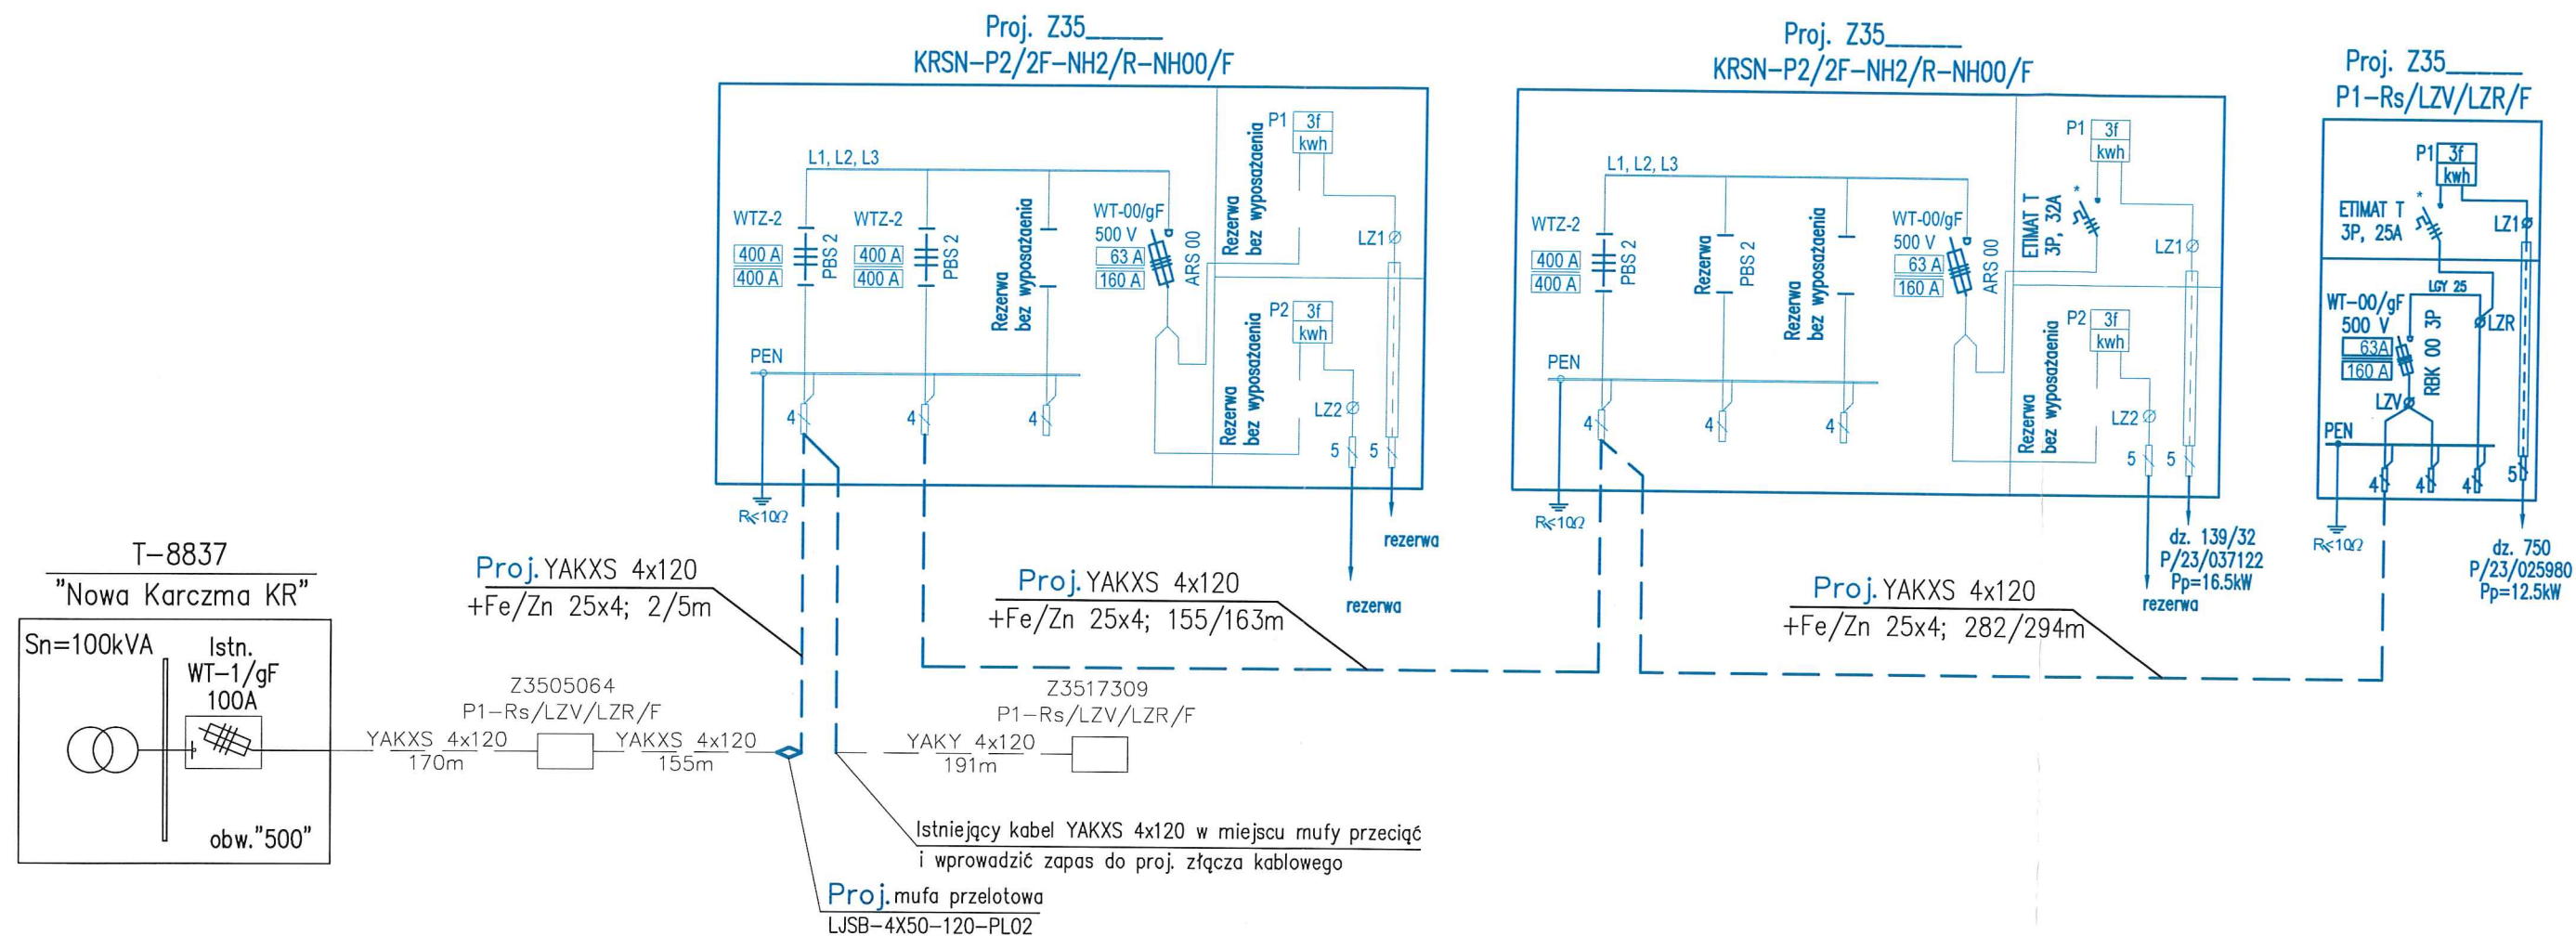 Proj. Z35______
KRSN-P2/2F-NH2/R-NH00/F
L1, L2, L3
WTZ-2
400 A
400 A
PBS 2
WTZ-2
400 A
400 A
PBS 2
Rezerwa
bez wyposażaenia
WT-00/gF
500 V
63 A
160 A
ARS 00
Rezerwa
bez wyposażaenia
P1
3f
kwh
LZ1
Rezerwa
bez wyposażaenia
P2
3f
kwh
LZ2
PEN
4
4
4
5
5
R≤10Ω
rezerwa
rezerwa
Proj. Z35______
KRSN-P2/2F-NH2/R-NH00/F
L1, L2, L3
WTZ-2
400 A
400 A
PBS 2
Rezerwa
PBS 2
Rezerwa
bez wyposażaenia
WT-00/gF
500 V
63 A
160 A
ARS 00
P1
3f
kwh
*
ETIMAT T
3P, 32A
LZ1
Rezerwa
bez wyposażaenia
P2
3f
kwh
LZ2
PEN
4
4
4
5
5
R≤10Ω
dz. 139/32
P/23/037122
Pp=16.5kW
rezerwa
Proj. Z35______
P1-Rs/LZV/LZR/F
P1
3f
kwh
*
ETIMAT T
3P, 25A
LZ1
LGY 25
WT-00/gF
500 V
63A
160 A
RBK 00 3P
LZR
LZV
PEN
4
4
4
5
R≤10Ω
dz. 750
P/23/025980
Pp=12.5kW
T-8837
"Nowa Karczma KR"
Sn=100kVA
Istn.
WT-1/gF
100A
obw."500"
YAKXS 4x120
170m
Z3505064
P1-Rs/LZV/LZR/F
YAKXS 4x120
155m
Proj. YAKXS 4x120
+Fe/Zn 25x4; 2/5m
Proj. YAKXS 4x120
+Fe/Zn 25x4; 155/163m
Proj. YAKXS 4x120
+Fe/Zn 25x4; 282/294m
Z3517309
P1-Rs/LZV/LZR/F
YAKY 4x120
191m
Istniejący kabel YAKXS 4x120 w miejscu mufy przeciąć
i wprowadzić zapas do proj. złącza kablowego
Proj. mufa przelotowa
LJSB-4X50-120-PL02